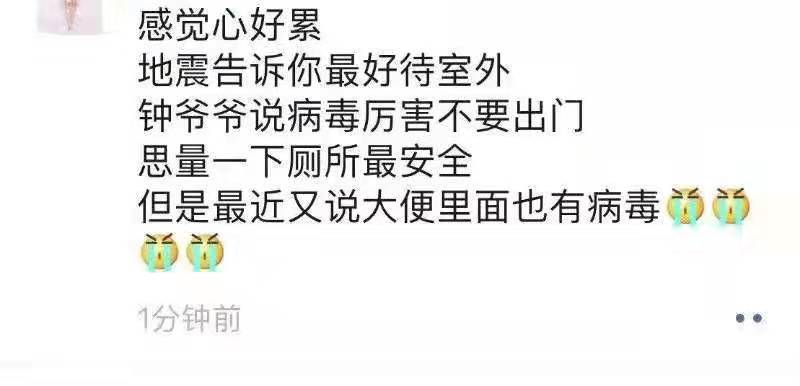 感觉心好累
地震告诉你最好待室外
钟爷爷说病毒厉害不要出门
思量一下厕所最安全
但是最近又说大便里面也有病毒😭😭
😭😭
1分钟前